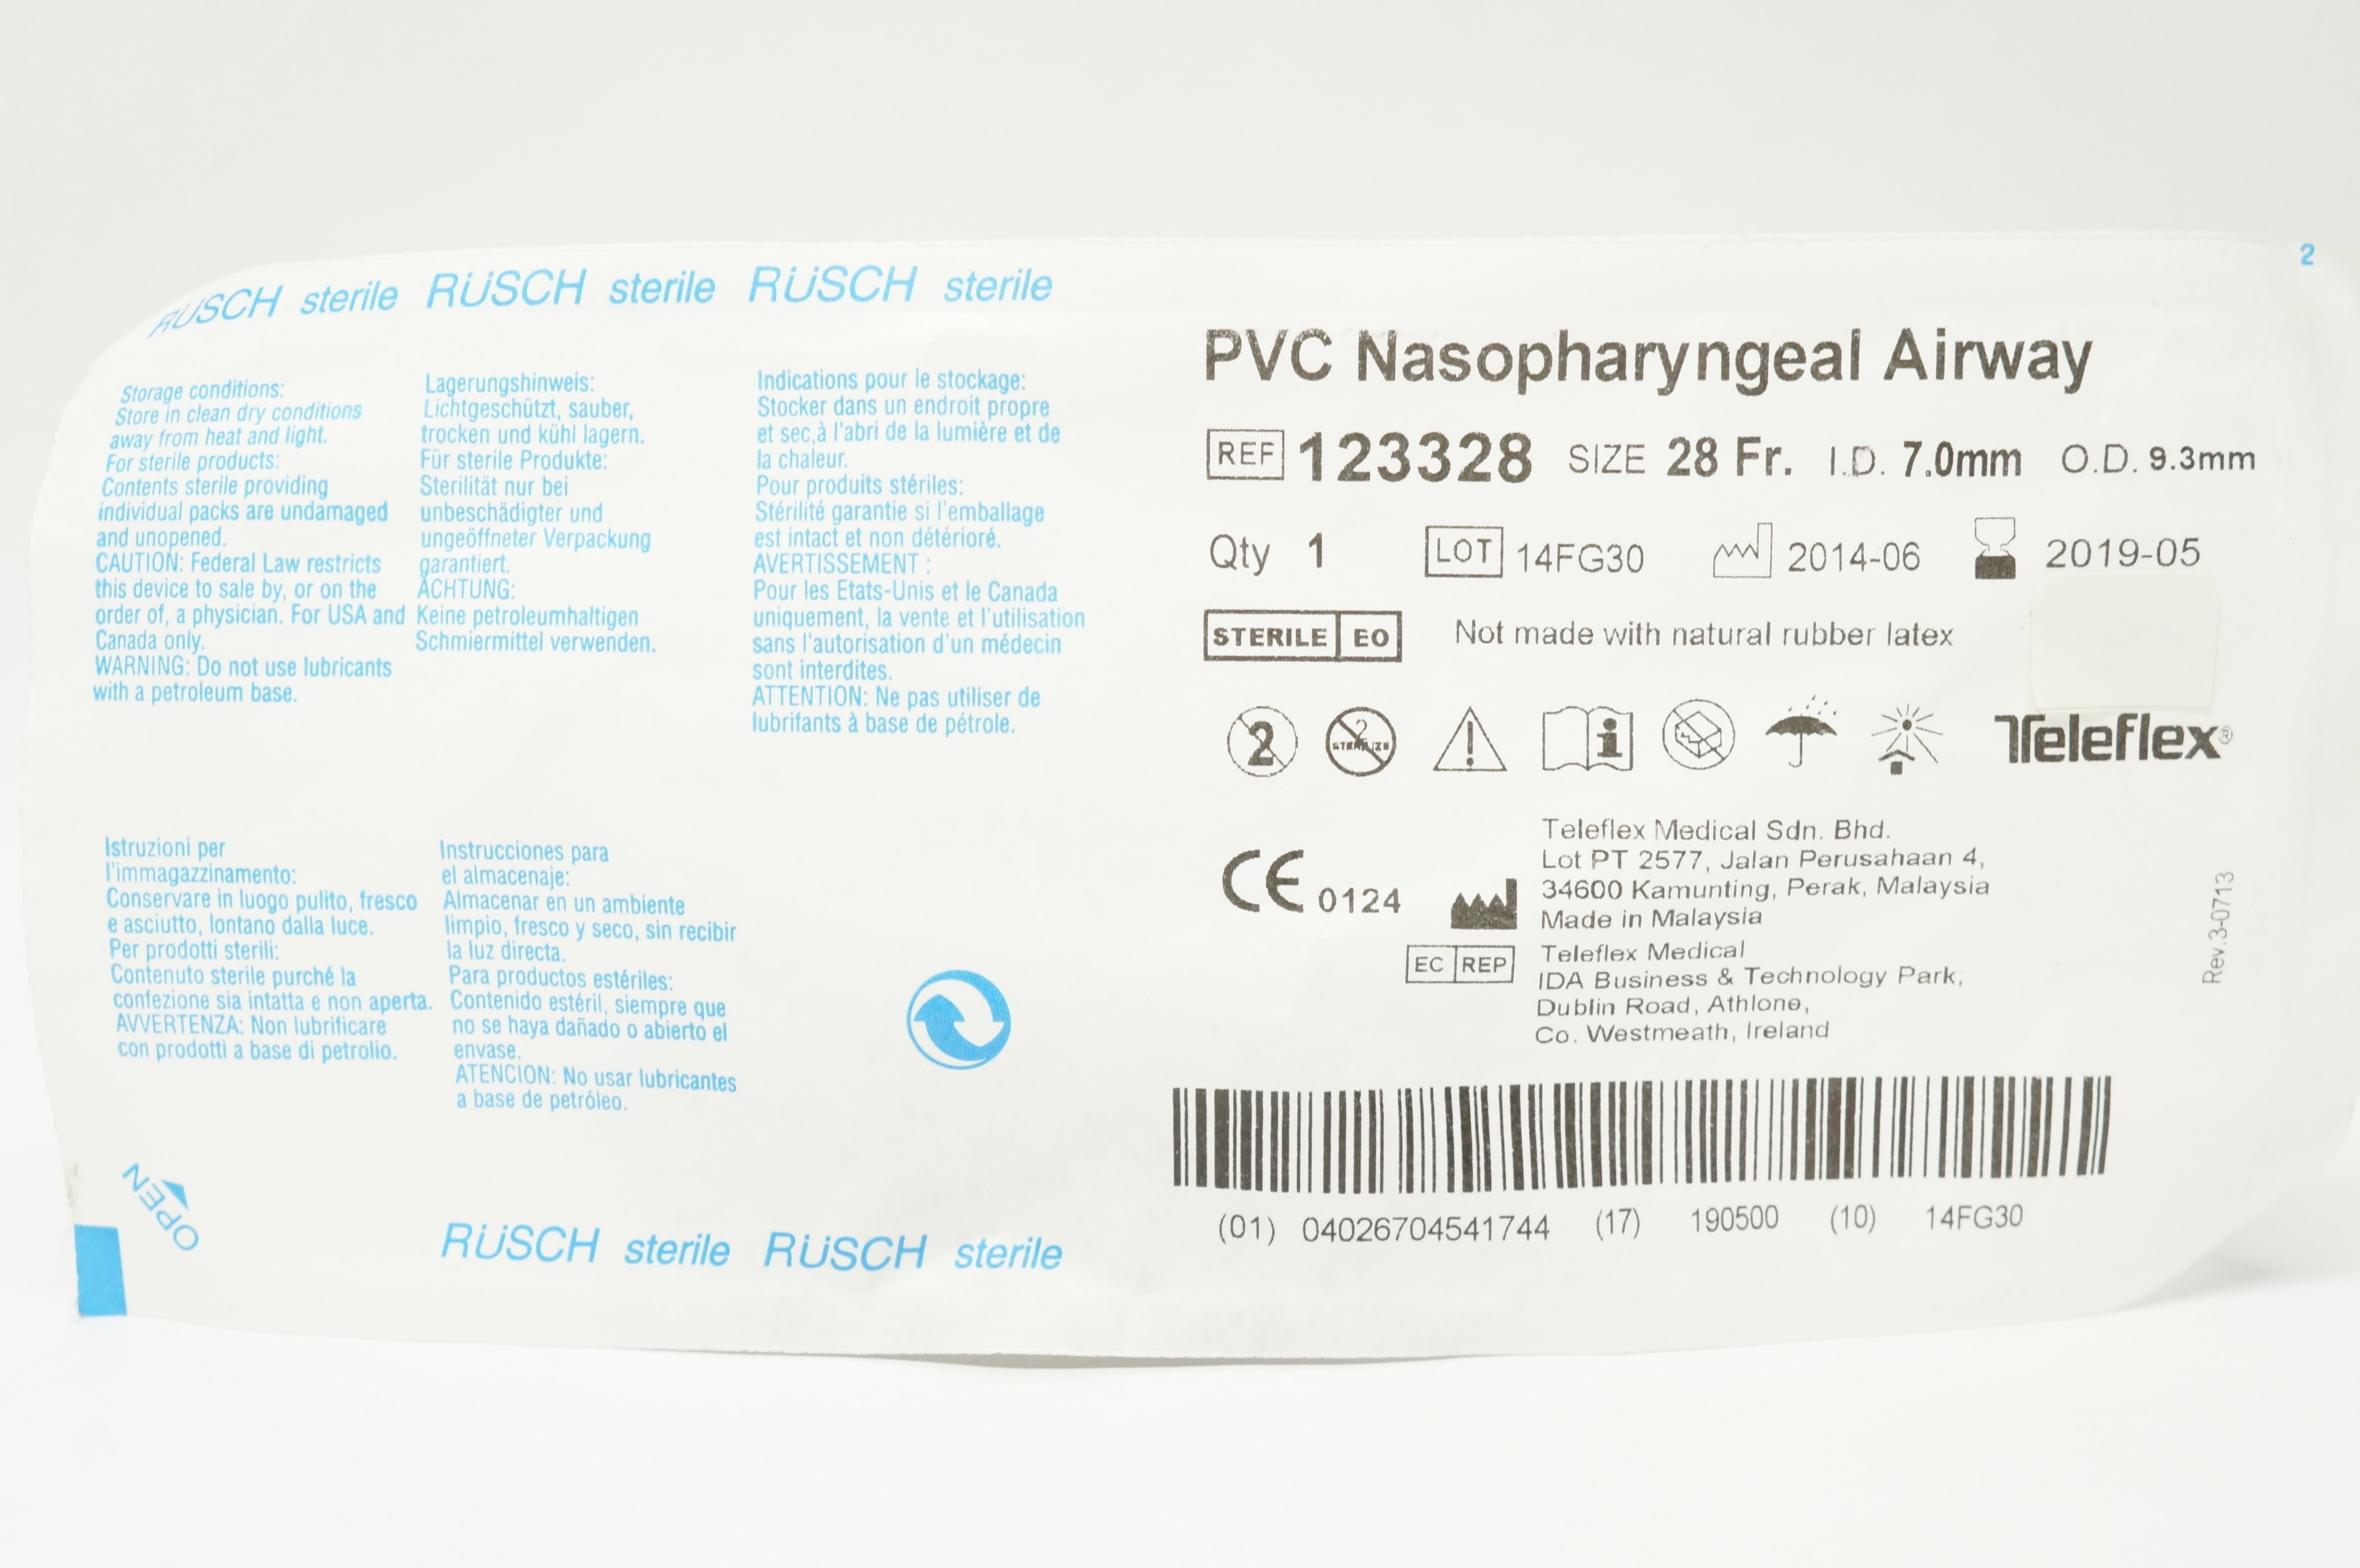 2
RÜSCH sterile RÜSCH sterile RÜSCH sterile
Storage conditions:
Store in clean dry conditions
away from heat and light.
For sterile products:
Contents sterile providing
individual packs are undamaged
and unopened.
CAUTION: Federal Law restricts
this device to sale by, or on the
order of, a physician. For USA and
Canada only.
WARNING: Do not use lubricants
with a petroleum base.
Lagerungshinweis:
Lichtgeschützt, sauber,
trocken und kühl lagern.
Für sterile Produkte:
Sterilität nur bei
unbeschädigter und
ungeöffneter Verpackung
garantiert.
ACHTUNG:
Keine petroleumhaltigen
Schmiermittel verwenden.
Indications pour le stockage:
Stocker dans un endroit propre
et sec,à l'abri de la lumière et de
la chaleur.
Pour produits stériles:
Stérilité garantie si l'emballage
est intact et non détérioré.
AVERTISSEMENT :
Pour les Etats-Unis et le Canada
uniquement, la vente et l'utilisation
sans l'autorisation d'un médecin
sont interdites.
ATTENTION: Ne pas utiliser de
lubrifants à base de pétrole.
Istruzioni per
l'immagazzinamento:
Conservare in luogo pulito, fresco
e asciutto, lontano dalla luce.
Per prodotti sterili:
Contenuto sterile purché la
confezione sia intatta e non aperta.
AVVERTENZA: Non lubrificare
con prodotti a base di petrolio.
Instrucciones para
el almacenaje:
Almacenar en un ambiente
limpio, fresco y seco, sin recibir
la luz directa.
Para productos estériles:
Contenido estéril, siempre que
no se haya dañado o abierto el
envase.
ATENCION: No usar lubricantes
a base de petróleo.
OPEN
RÜSCH sterile RÜSCH sterile
PVC Nasopharyngeal Airway
REF 123328 SIZE 28 Fr. I.D. 7.0mm O.D. 9.3mm
Qty 1 LOT 14FG30 2014-06 2019-05
STERILE EO Not made with natural rubber latex
2 2 STERILIZE Teleflex®
CE 0124
Teleflex Medical Sdn. Bhd.
Lot PT 2577, Jalan Perusahaan 4,
34600 Kamunting, Perak, Malaysia
Made in Malaysia
EC REP Teleflex Medical
IDA Business & Technology Park,
Dublin Road, Athlone,
Co. Westmeath, Ireland
Rev.3-0713
(01) 04026704541744 (17) 190500 (10) 14FG30